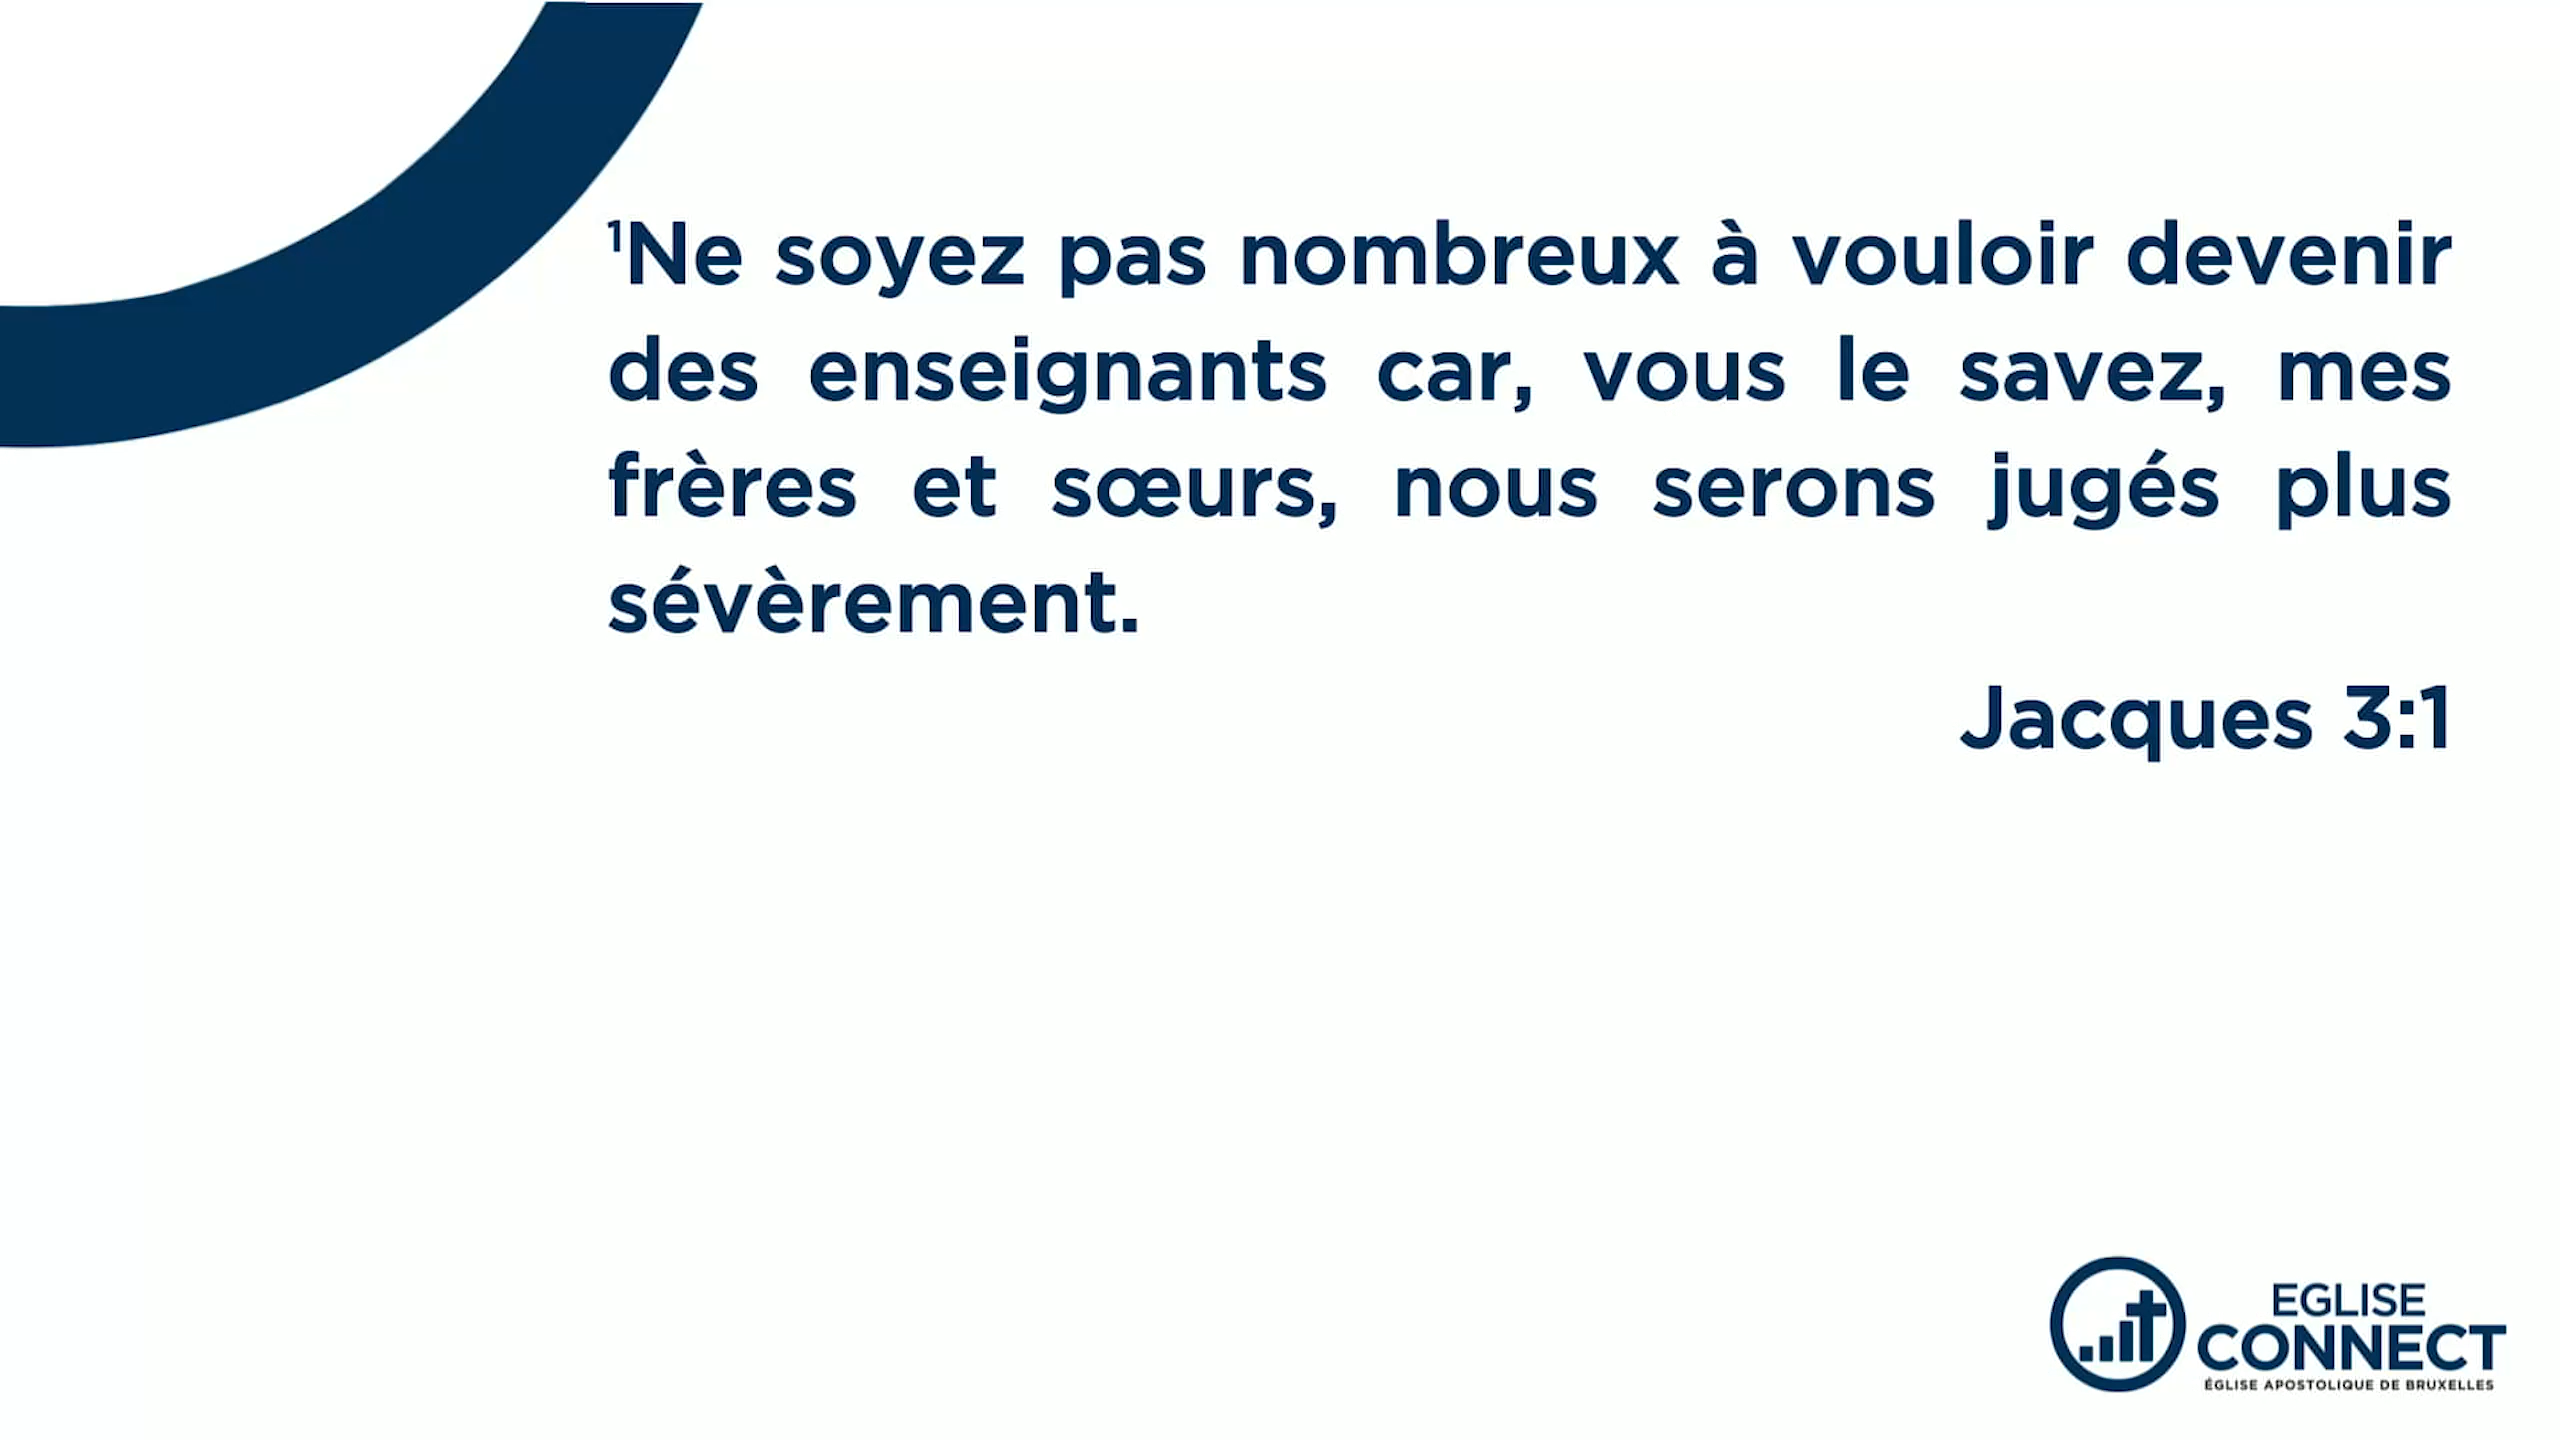 ¹Ne soyez pas nombreux à vouloir devenir
des enseignants car, vous le savez, mes
frères et sœurs, nous serons jugés plus
sévèrement.
Jacques 3:1
EGLISE
CONNECT
ÉGLISE APOSTOLIQUE DE BRUXELLES